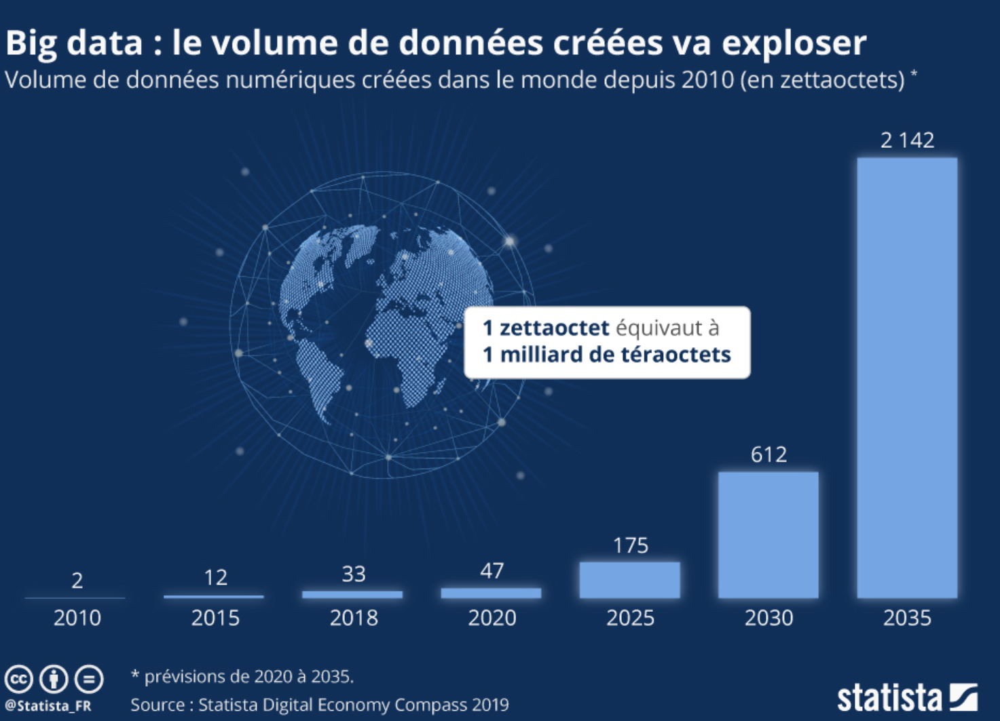 Big data : le volume de données créées va exploser
Volume de données numériques créées dans le monde depuis 2010 (en zettaoctets) *
2 142
1 zettaoctet équivaut à
1 milliard de téraoctets
612
175
47
33
12
2
2010 2015 2018 2020 2025 2030 2035
cc
* prévisions de 2020 à 2035.
@Statista_FR
Source : Statista Digital Economy Compass 2019
statista